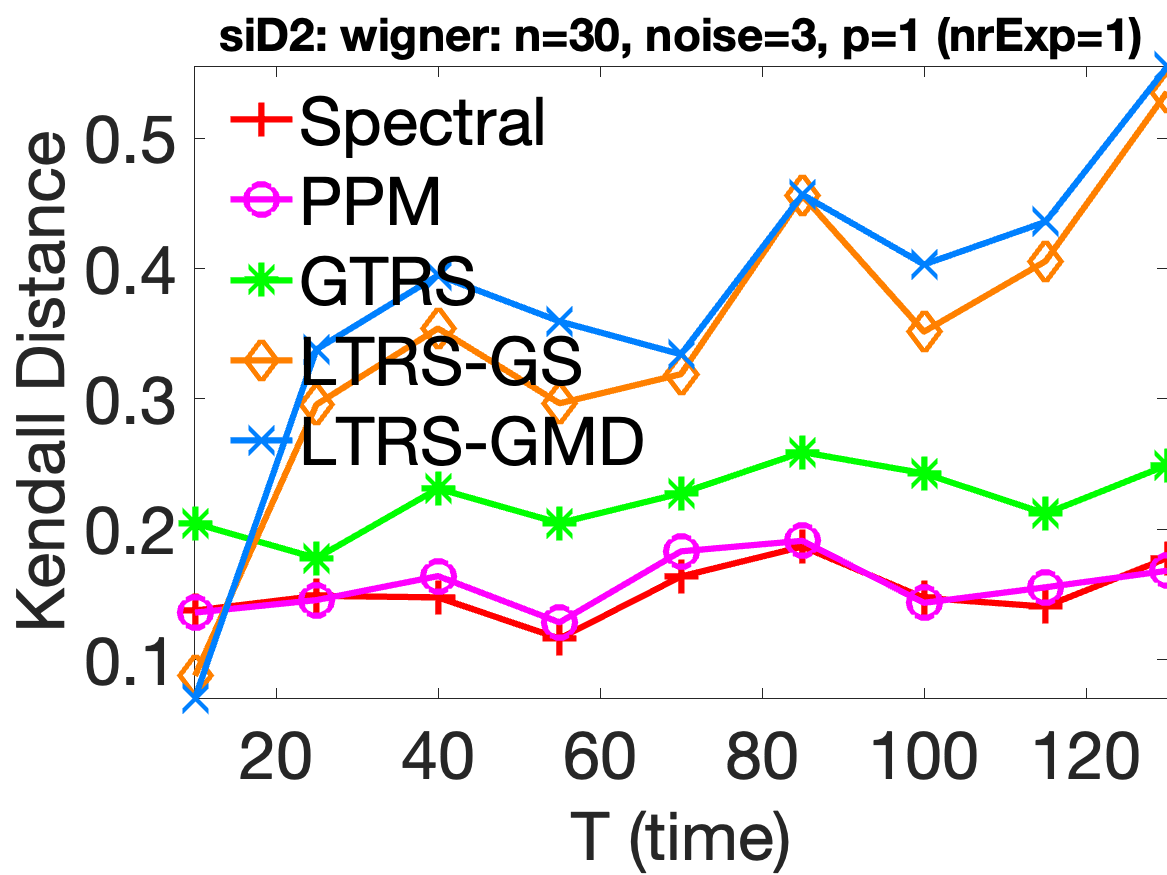 siD2: wigner: n=30, noise=3, p=1 (nrExp=1)
Kendall Distance
0.5
0.4
0.3
0.2
0.1
Spectral
PPM
GTRS
LTRS-GS
LTRS-GMD
20 40 60 80 100 120
T (time)